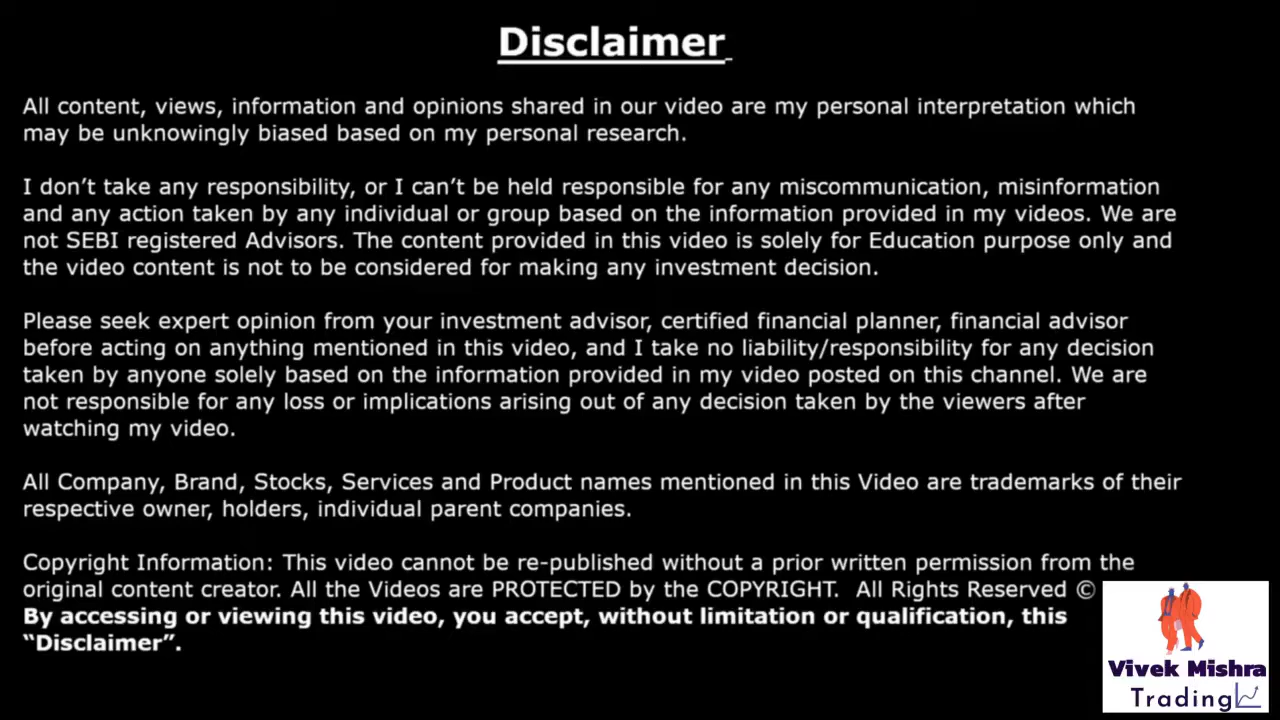 Disclaimer
All content, views, information and opinions shared in our video are my personal interpretation which
may be unknowingly biased based on my personal research.
I don’t take any responsibility, or I can’t be held responsible for any miscommunication, misinformation
and any action taken by any individual or group based on the information provided in my videos. We are
not SEBI registered Advisors. The content provided in this video is solely for Education purpose only and
the video content is not to be considered for making any investment decision.
Please seek expert opinion from your investment advisor, certified financial planner, financial advisor
before acting on anything mentioned in this video, and I take no liability/responsibility for any decision
taken by anyone solely based on the information provided in my video posted on this channel. We are
not responsible for any loss or implications arising out of any decision taken by the viewers after
watching my video.
All Company, Brand, Stocks, Services and Product names mentioned in this Video are trademarks of their
respective owner, holders, individual parent companies.
Copyright Information: This video cannot be re-published without a prior written permission from the
original content creator. All the Videos are PROTECTED by the COPYRIGHT.  All Rights Reserved ©
By accessing or viewing this video, you accept, without limitation or qualification, this
“Disclaimer”.
Vivek Mishra
Trading